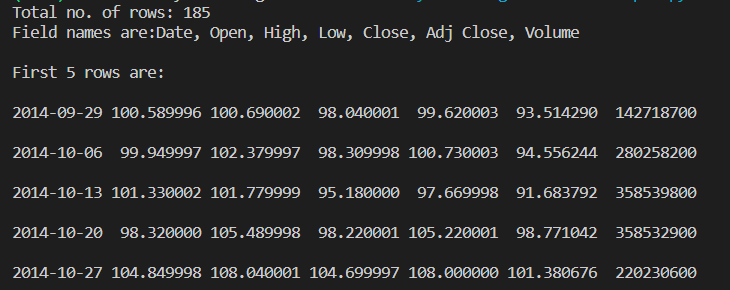 Total no. of rows: 185
Field names are:Date, Open, High, Low, Close, Adj Close, Volume
First 5 rows are:
2014-09-29 100.589996 100.690002  98.040001  99.620003  93.514290  142718700
2014-10-06  99.949997 102.379997  98.309998 100.730003  94.556244  280258200
2014-10-13 101.330002 101.779999  95.180000  97.669998  91.683792  358539800
2014-10-20  98.320000 105.489998  98.220001 105.221001  98.771042  358532900
2014-10-27 104.849998 108.040001 104.699997 108.000000 101.380676  220230600